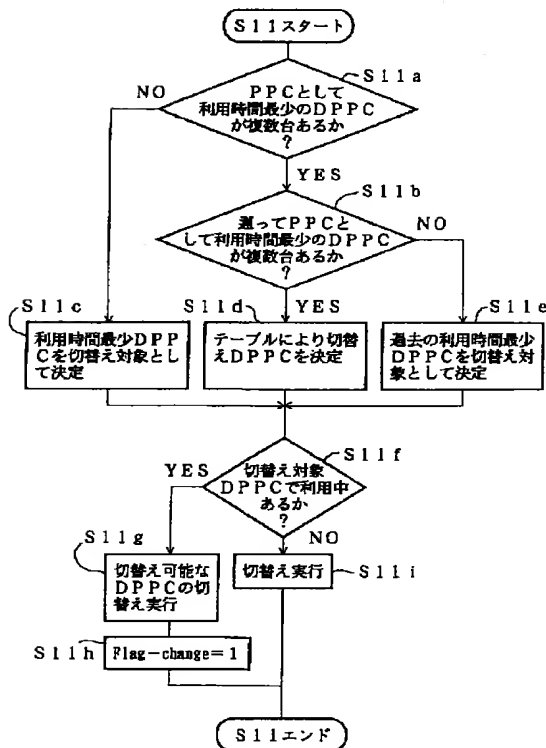 S11スタート
S11a
PPCとして
利用時間最少のDPPC
が複数台あるか
?
NO
YES
S11b
遡ってPPCと
して利用時間最少のDPPC
が複数台あるか
?
NO
YES
S11c
利用時間最少DPP
Cを切替え対象とし
て決定
S11d
テーブルにより切替
えDPPCを決定
S11e
過去の利用時間最少
DPPCを切替え対
象として決定
S11f
切替え対象
DPPCで利用中
あるか
?
YES
NO
S11g
切替え可能な
DPPCの切
替え実行
切替え実行
S11i
S11h
Flag-change=1
S11エンド